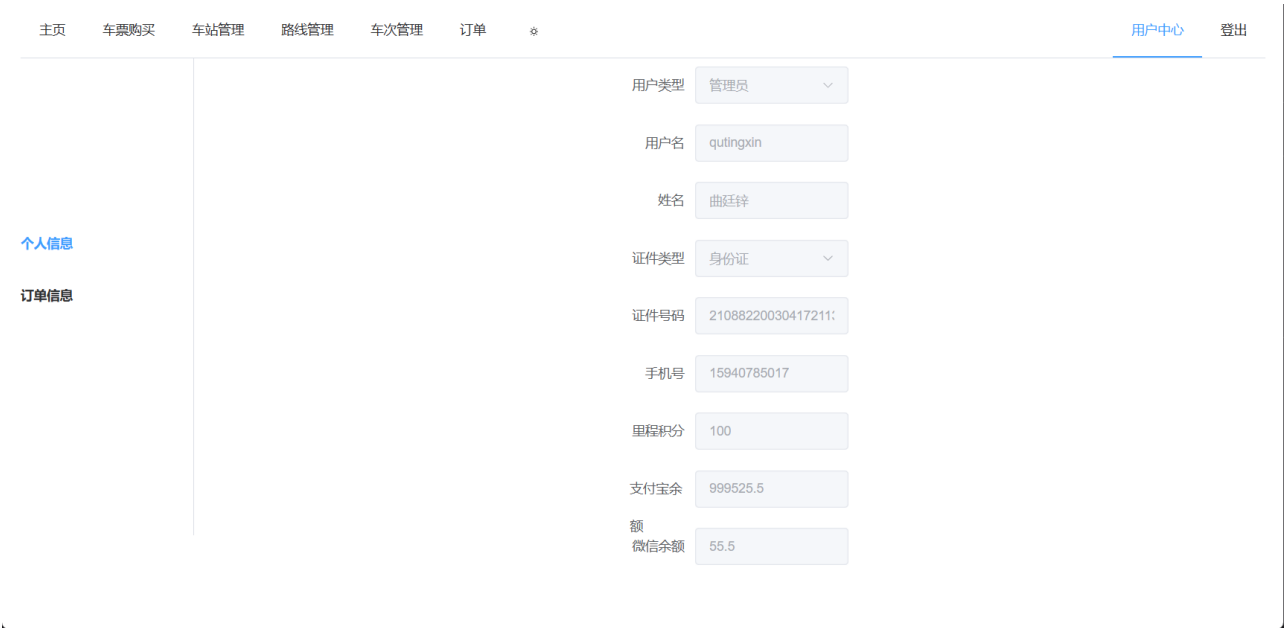 主页 车票购买 车站管理 路线管理 车次管理 订单 用户中心 登出
用户类型 管理员
用户名 qutingxin
姓名 曲廷锌
个人信息
证件类型 身份证
订单信息
证件号码 21088220030417211
手机号 15940785017
里程积分 100
支付宝余 999525.5
额
微信余额 55.5